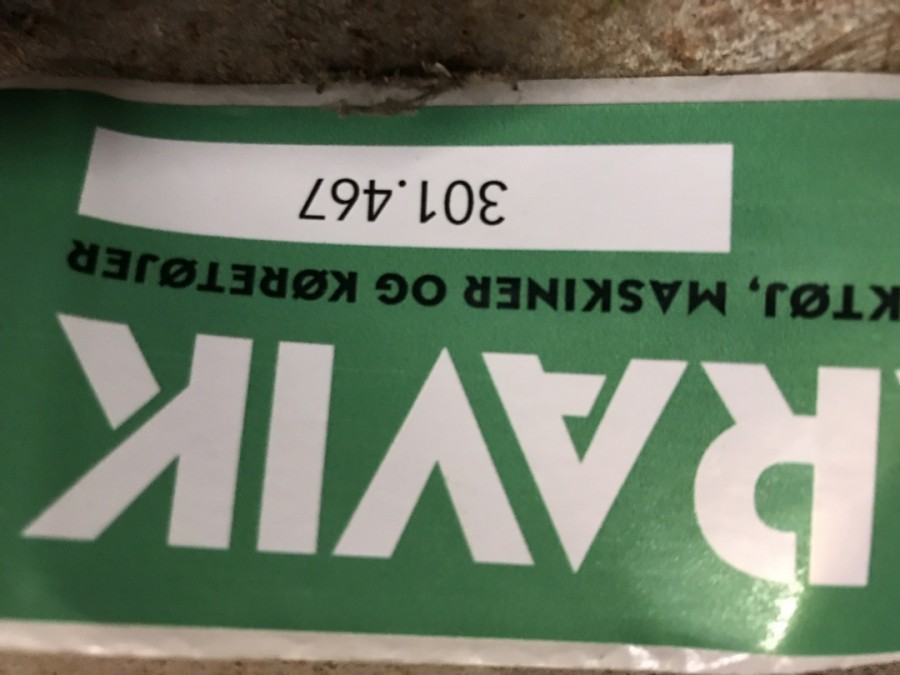 RAVIK
KTØJ, MASKINER OG KØRETØJER
301.467